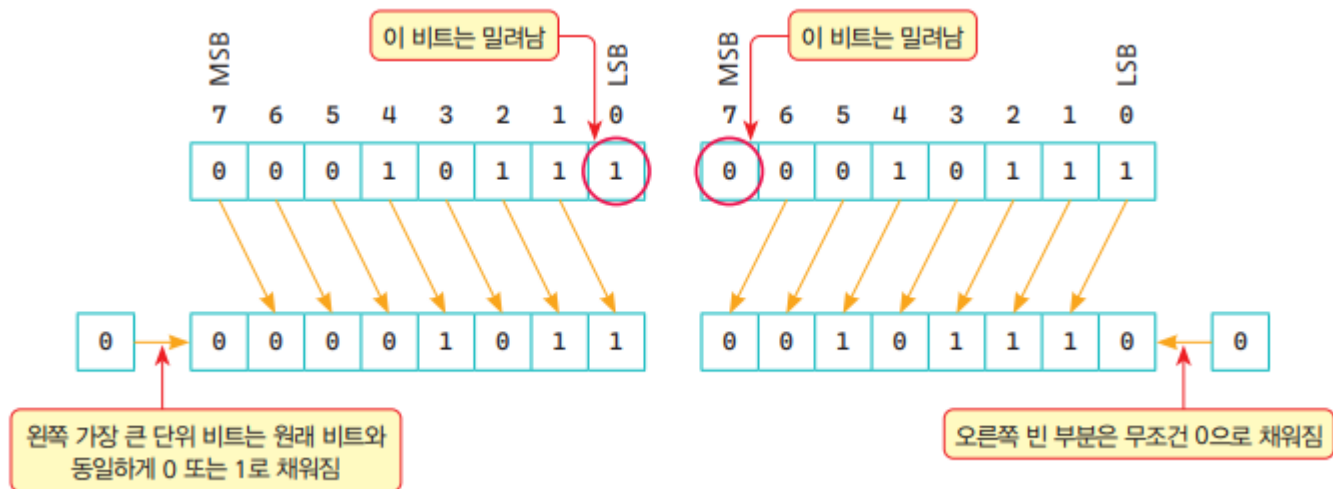 이 비트는 밀려남
이 비트는 밀려남
MSB
LSB
MSB
LSB
7 6 5 4 3 2 1 0
7 6 5 4 3 2 1 0
0 0 0 1 0 1 1 1
0 0 0 1 0 1 1 1
0
0 0 0 0 1 0 1 1
0 0 1 0 1 1 1 0
0
왼쪽 가장 큰 단위 비트는 원래 비트와
동일하게 0 또는 1로 채워짐
오른쪽 빈 부분은 무조건 0으로 채워짐